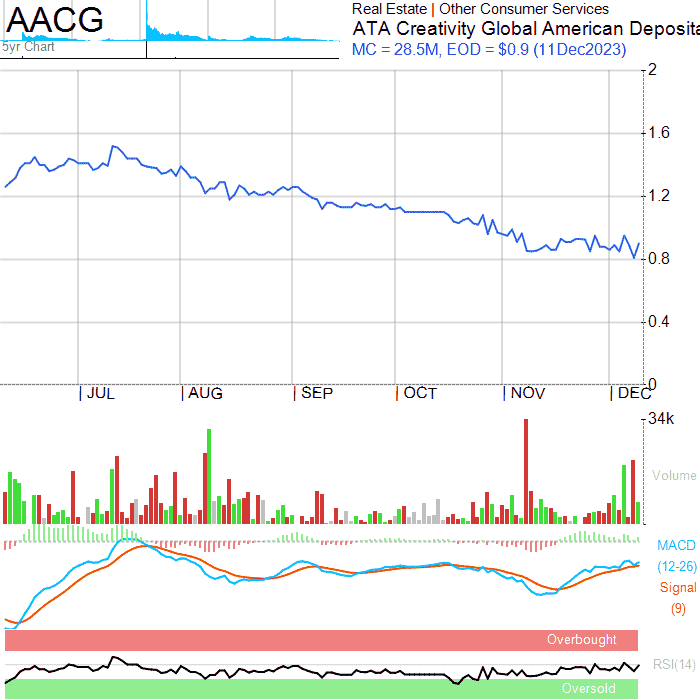 AACG
5yr Chart
Real Estate | Other Consumer Services
ATA Creativity Global American Deposita
MC = 28.5M, EOD = $0.9 (11Dec2023)
2
1.6
1.2
0.8
0.4
0
JUL AUG SEP OCT NOV DEC
34k
Volume
MACD
(12-26)
Signal
(9)
Overbought
RSI(14)
Oversold